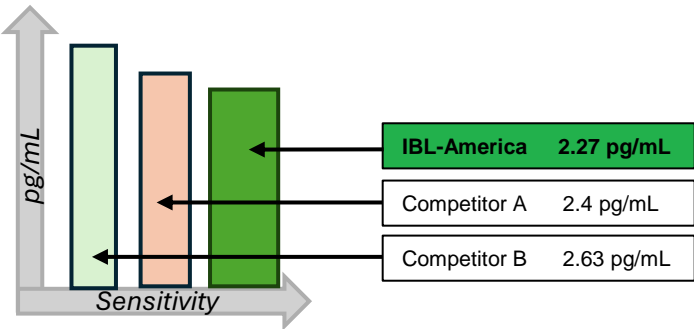 pg/mL
IBL-America 2.27 pg/mL
Competitor A 2.4 pg/mL
Competitor B 2.63 pg/mL
Sensitivity